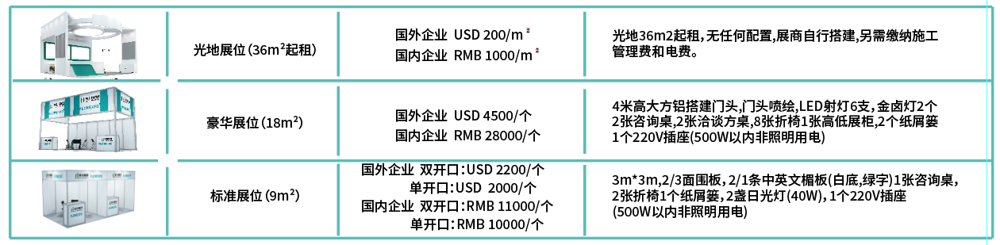 光地展位（36m²起租）
国外企业 USD 200/m²
国内企业 RMB 1000/m²
光地36m2起租，无任何配置，展商自行搭建，另需缴纳施工
管理费和电费。
豪华展位（18m²）
国外企业 USD 4500/个
国内企业 RMB 28000/个
4米高大方铝搭建门头，门头喷绘，LED射灯6支，金卤灯2个
2张咨询桌，2张洽谈方桌，8张折椅1张高低展柜，2个纸屑篓
1个220V插座(500W以内非照明用电)
标准展位（9m²）
国外企业 双开口：USD 2200/个
单开口：USD 2000/个
国内企业 双开口：RMB 11000/个
单开口：RMB 10000/个
3m*3m，2/3面围板，2/1条中英文楣板(白底，绿字)1张咨询桌，
2张折椅1个纸屑篓，2盏日光灯(40W)，1个220V插座
(500W以内非照明用电)